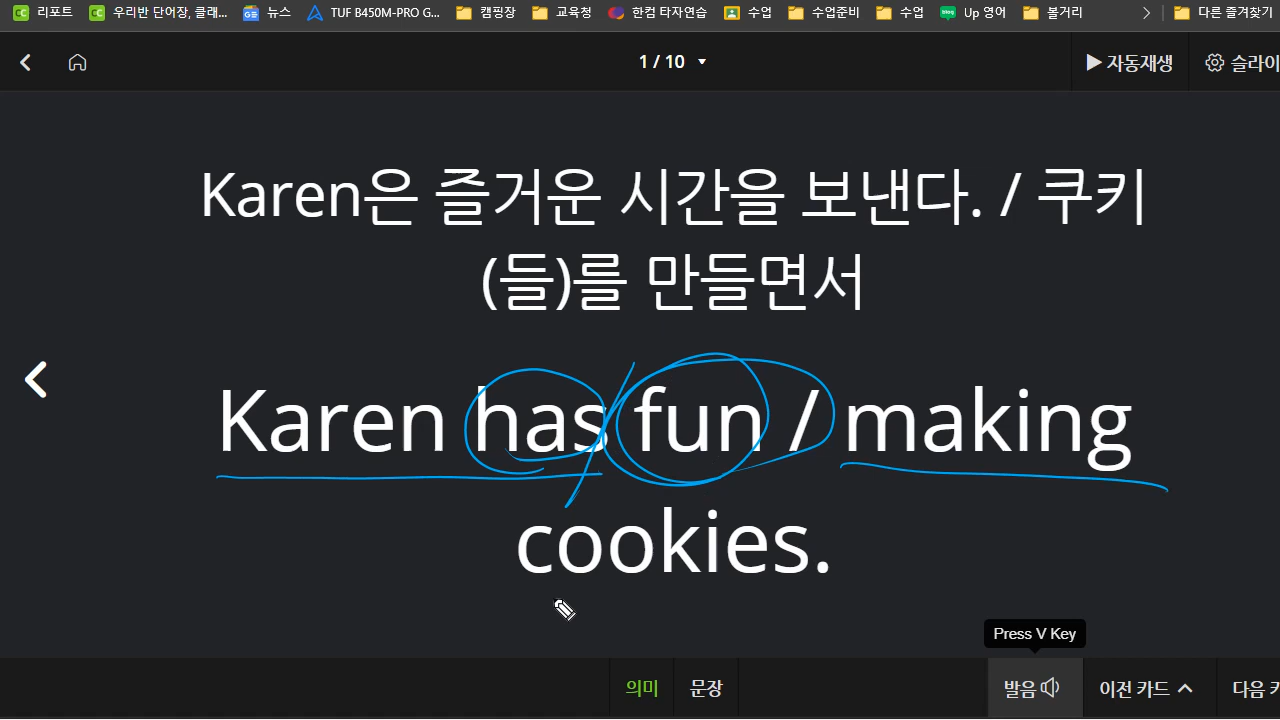 리포트 우리반 단어장, 클래... 뉴스 TUF B450M-PRO G... 캠핑장 교육청 한컴 타자연습 수업 수업준비 수업 Up 영어 볼거리 다른 즐겨찾기
1 / 10 자동재생 슬라이
Karen은 즐거운 시간을 보낸다. / 쿠키
(들)를 만들면서
Karen has fun / making
cookies.
Press V Key
의미 문장 발음 이전 카드 다음 카